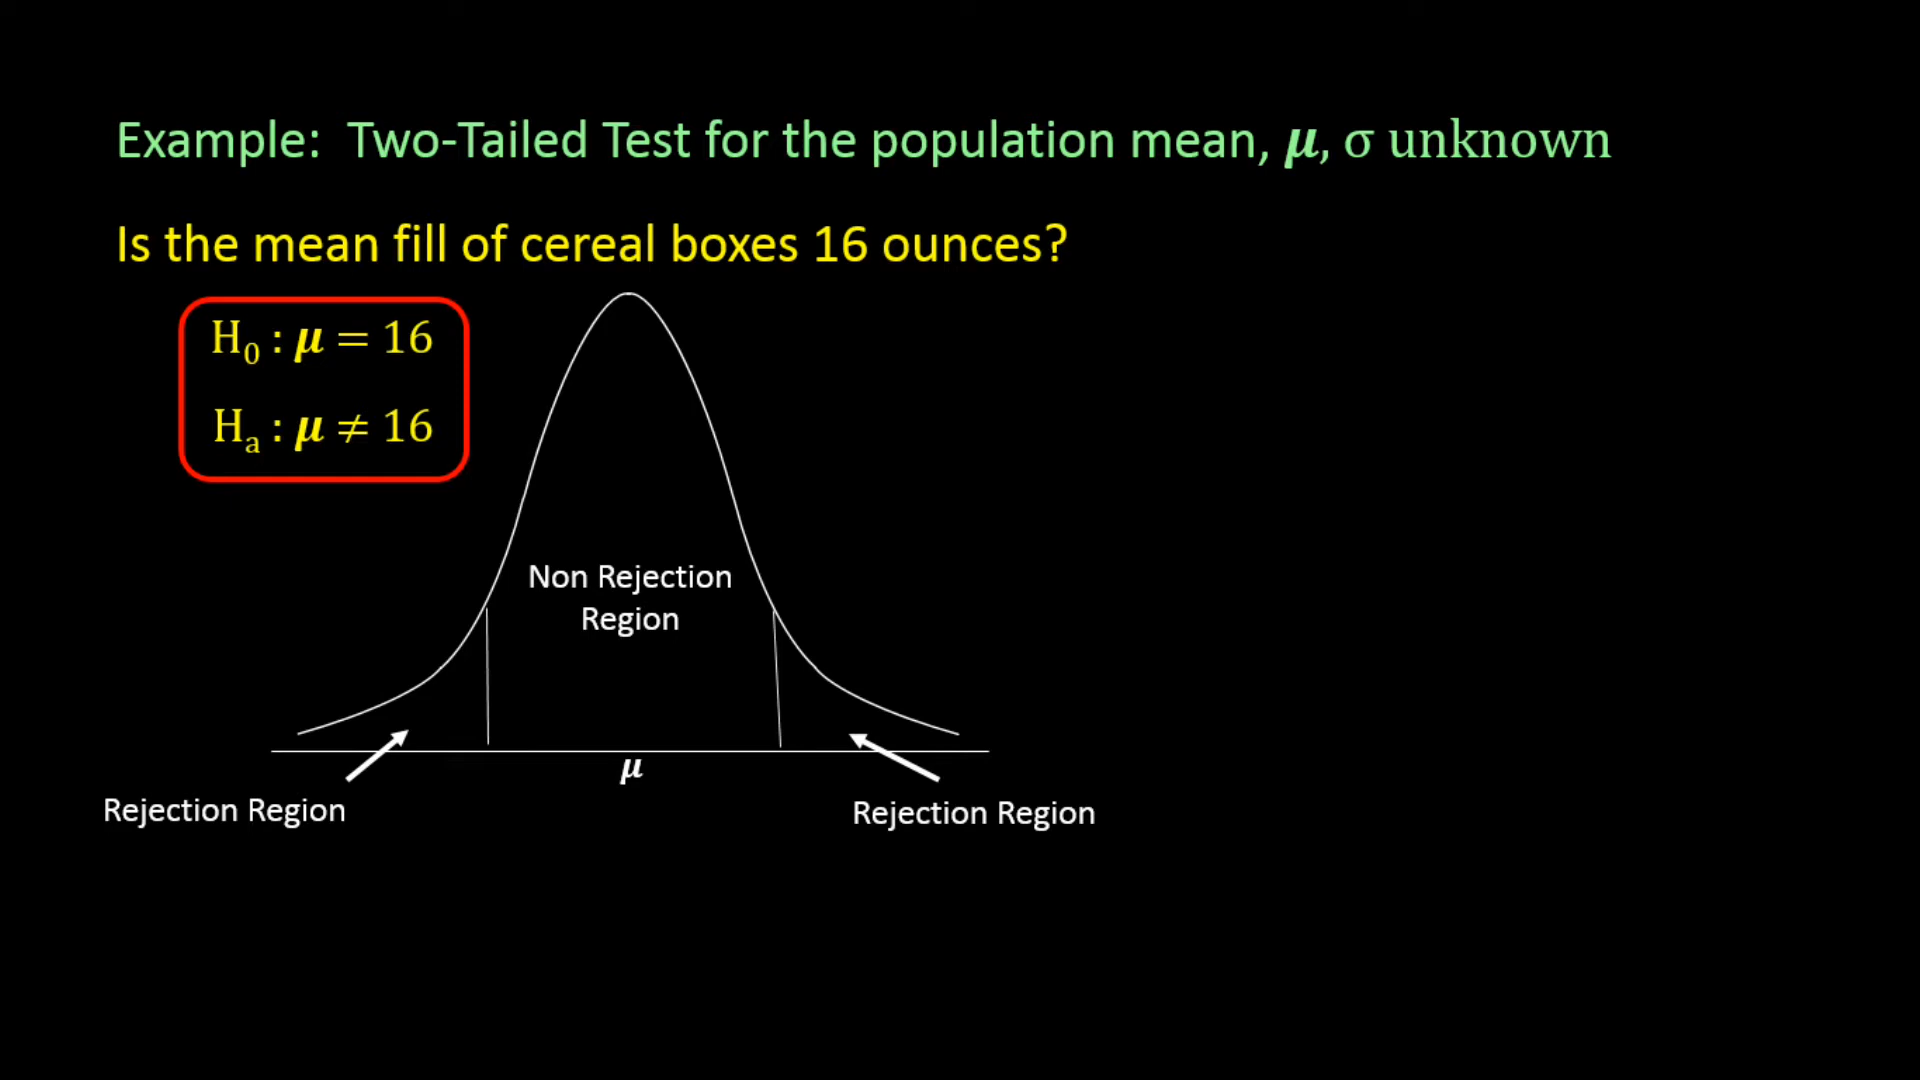 Example: Two-Tailed Test for the population mean, μ, σ unknown
Is the mean fill of cereal boxes 16 ounces?
H₀ : μ = 16
Hₐ : μ ≠ 16
Non Rejection
Region
μ
Rejection Region
Rejection Region